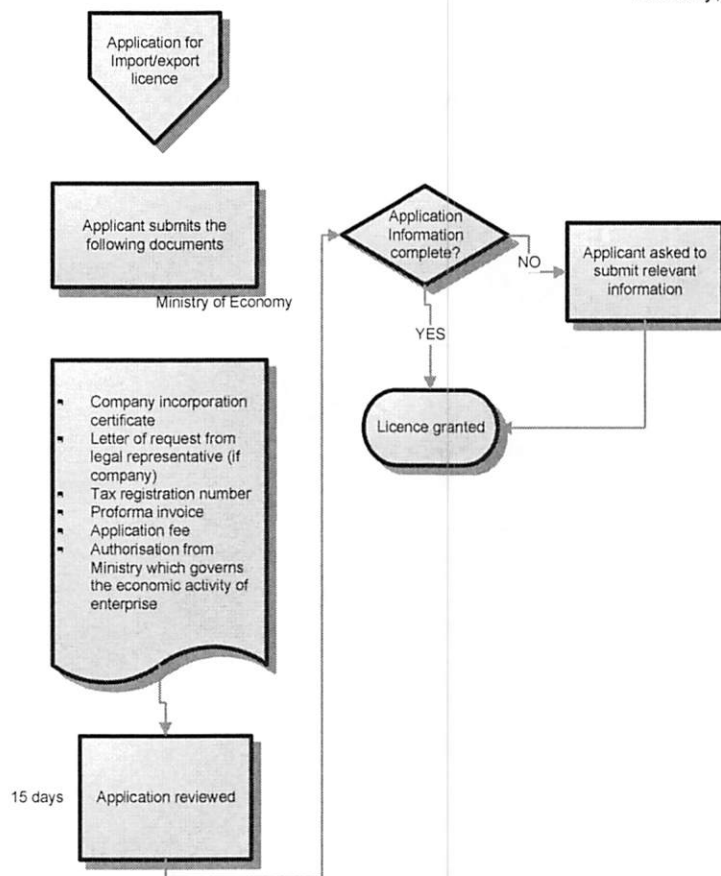 Application for
Import/export
licence
Applicant submits the
following documents
Ministry of Economy
Company incorporation
certificate
Letter of request from
legal representative (if
company)
Tax registration number
Proforma invoice
Application fee
Authorisation from
Ministry which governs
the economic activity of
enterprise
15 days
Application reviewed
Application
Information
complete?
NO
Applicant asked to
submit relevant
information
YES
Licence granted